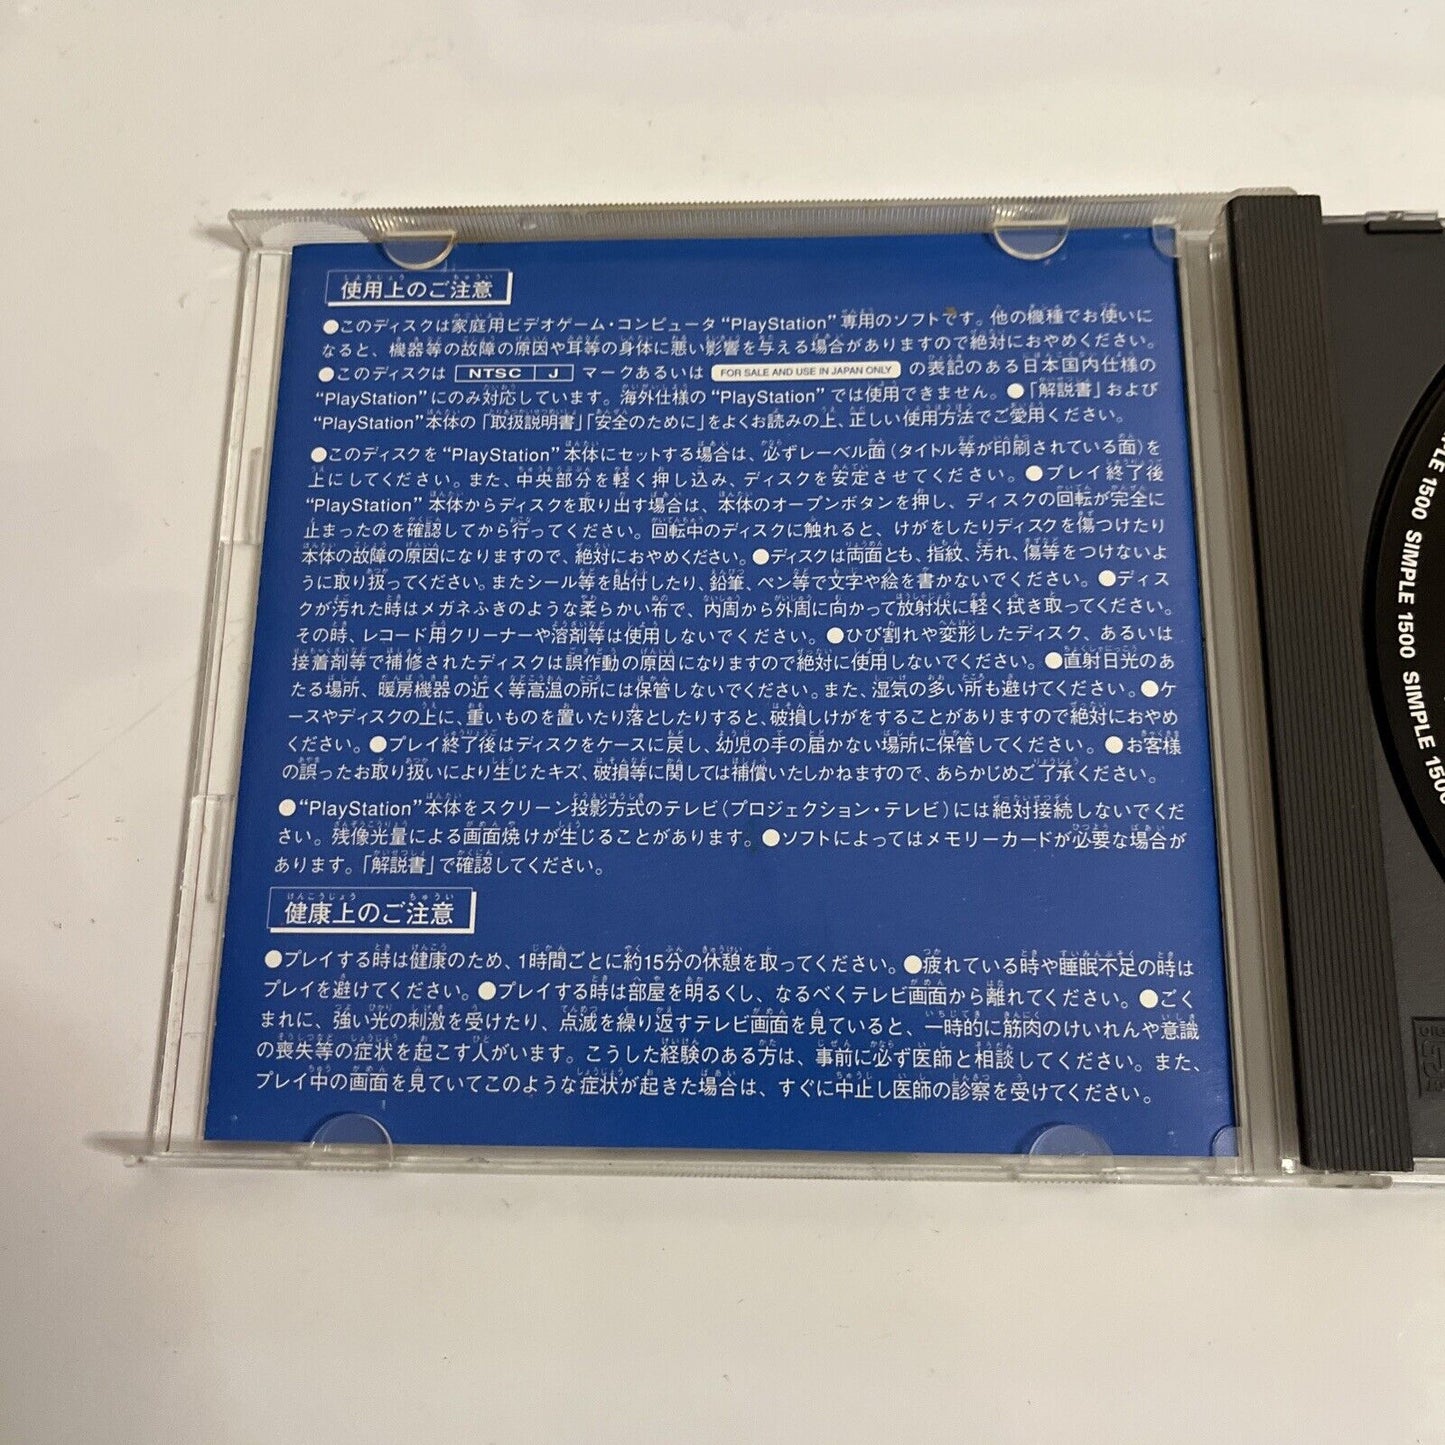 使用上のご注意
●このディスクは家庭用ビデオゲーム・コンピュータ“PlayStation”専用のソフトです。他の機種でお使いに
なると、機器等の故障の原因や耳等の身体に悪い影響を与える場合がありますので絶対におやめください。
●このディスクは NTSC J マークあるいは FOR SALE AND USE IN JAPAN ONLY の表記のある日本国内仕様の
“PlayStation”にのみ対応しています。海外仕様の“PlayStation”では使用できません。●「解説書」および
“PlayStation”本体の「取扱説明書」「安全のために」をよくお読みの上、正しい使用方法でご愛用ください。
●このディスクを“PlayStation”本体にセットする場合は、必ずレーベル面（タイトル等が印刷されている面）を
上にしてください。また、中央部分を軽く押し込み、ディスクを安定させてください。●プレイ終了後
“PlayStation”本体からディスクを取り出す場合は、本体のオープンボタンを押し、ディスクの回転が完全に
止まったのを確認してから行ってください。回転中のディスクに触れると、けがをしたりディスクを傷つけたり
本体の故障の原因になりますので、絶対におやめください。●ディスクは両面とも、指紋、汚れ、傷等をつけないよ
うに取り扱ってください。またシール等を貼付したり、鉛筆、ペン等で文字や絵を書かないでください。●ディス
クが汚れた時はメガネふきのような柔らかい布で、内周から外周に向かって放射状に軽く拭き取ってください。
その時、レコード用クリーナーや溶剤等は使用しないでください。●ひび割れや変形したディスク、あるいは
接着剤等で補修されたディスクは誤作動の原因になりますので絶対に使用しないでください。●直射日光のあ
たる場所、暖房機器の近く等高温の所には保管しないでください。また、湿気の多い所も避けてください。●ケ
ースやディスクの上に、重いものを置いたり落としたりすると、破損しけがをすることがありますので絶対におやめ
ください。●プレイ終了後はディスクをケースに戻し、幼児の手の届かない場所に保管してください。●お客様
の誤ったお取り扱いにより生じたキズ、破損等に関しては補償いたしかねますので、あらかじめご了承ください。
●“PlayStation”本体をスクリーン投影方式のテレビ（プロジェクション・テレビ）には絶対接続しないでくだ
さい。残像光量による画面焼けが生じることがあります。●ソフトによってはメモリーカードが必要な場合が
あります。「解説書」で確認してください。
健康上のご注意
●プレイする時は健康のため、1時間ごとに約15分の休憩を取ってください。●疲れている時や睡眠不足の時は
プレイを避けてください。●プレイする時は部屋を明るくし、なるべくテレビ画面から離れてください。●ごく
まれに、強い光の刺激を受けたり、点滅を繰り返すテレビ画面を見ていると、一時的に筋肉のけいれんや意識
の喪失等の症状を起こす人がいます。こうした経験のある方は、事前に必ず医師と相談してください。また、
プレイ中の画面を見ていてこのような症状が起きた場合は、すぐに中止し医師の診察を受けてください。
1500 SIMPLE 1500 SIMPLE